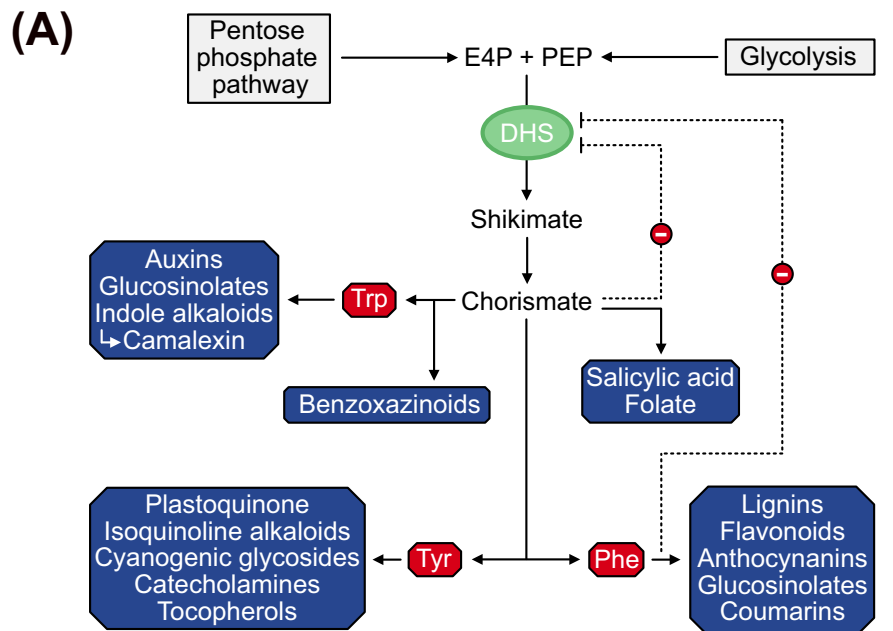 (A)
Pentose
phosphate
pathway
E4P + PEP
Glycolysis
DHS
Shikimate
Auxins
Glucosinolates
Indole alkaloids
Camalexin
Trp
Chorismate
Benzoxazinoids
Salicylic acid
Folate
Plastoquinone
Isoquinoline alkaloids
Cyanogenic glycosides
Catecholamines
Tocopherols
Tyr
Phe
Lignins
Flavonoids
Anthocynanins
Glucosinolates
Coumarins